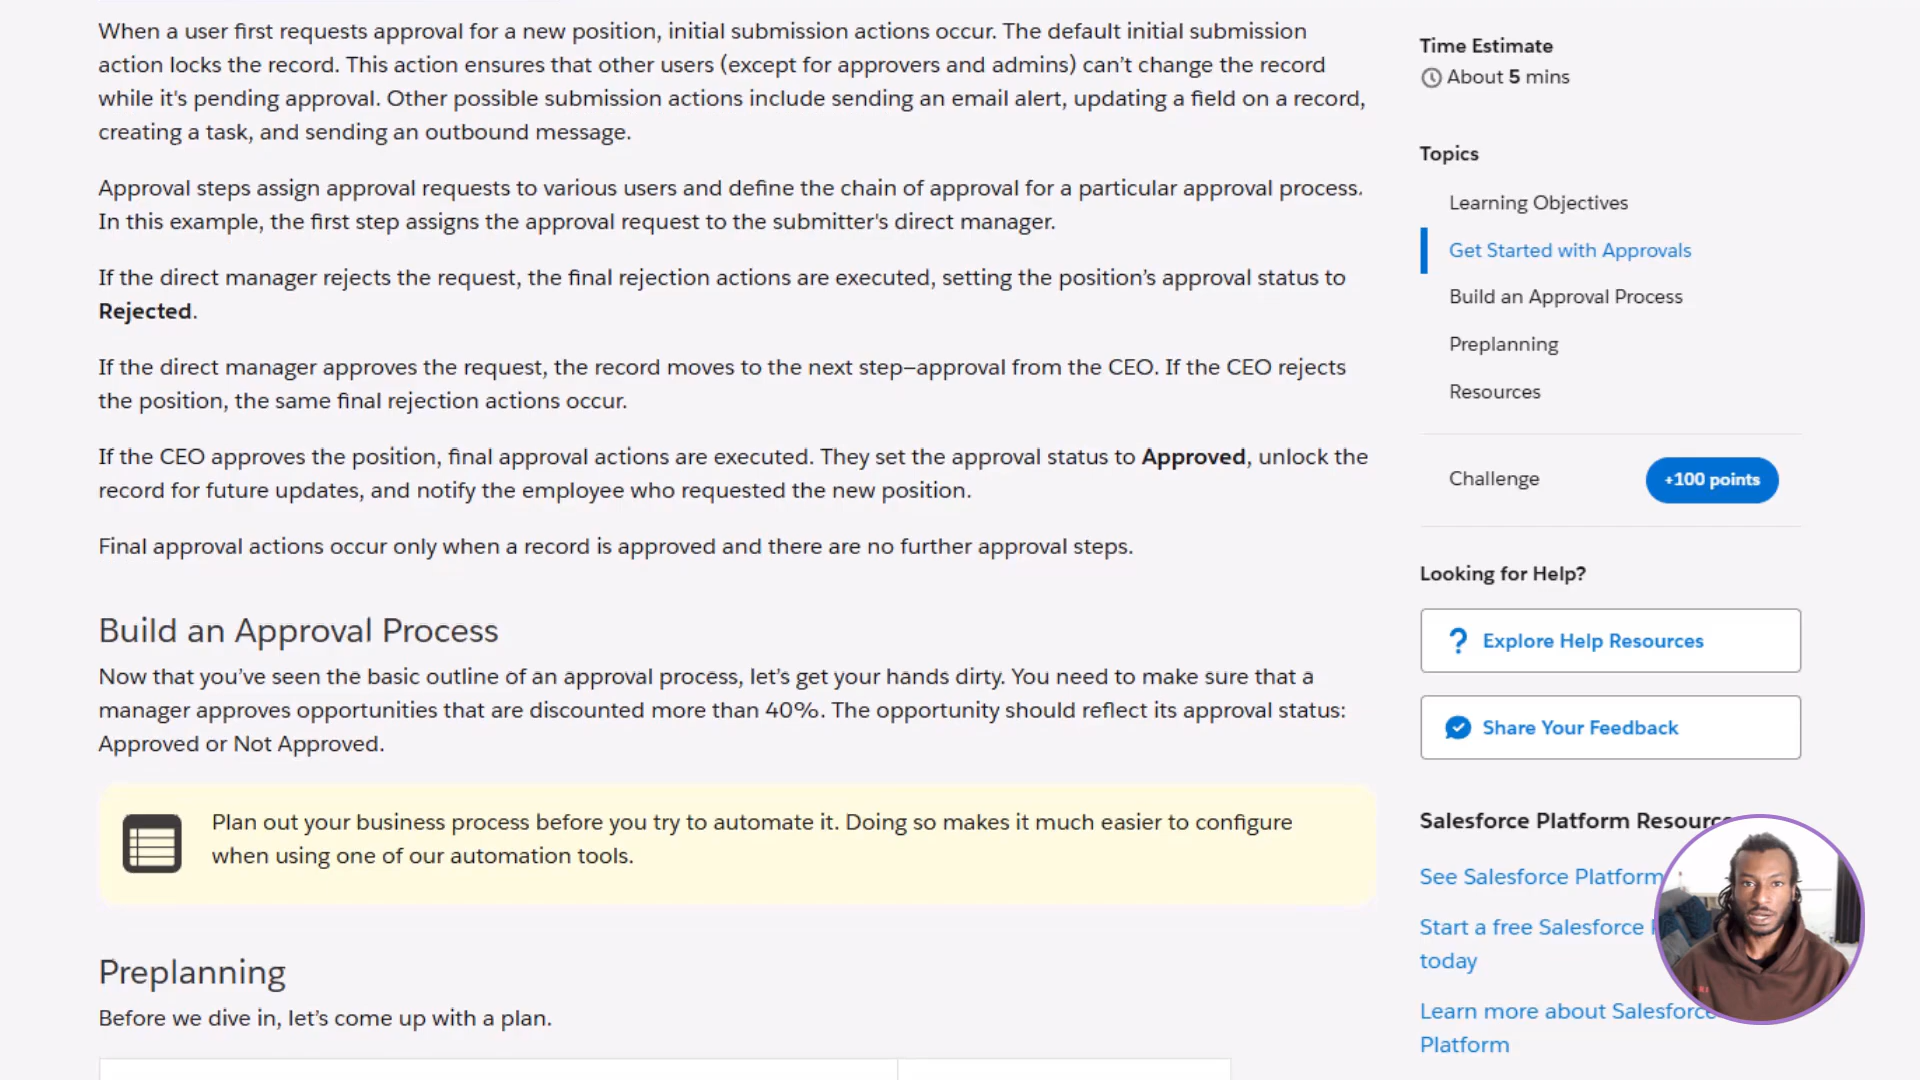 When a user first requests approval for a new position, initial submission actions occur. The default initial submission
action locks the record. This action ensures that other users (except for approvers and admins) can’t change the record
while it's pending approval. Other possible submission actions include sending an email alert, updating a field on a record,
creating a task, and sending an outbound message.
Approval steps assign approval requests to various users and define the chain of approval for a particular approval process.
In this example, the first step assigns the approval request to the submitter's direct manager.
If the direct manager rejects the request, the final rejection actions are executed, setting the position’s approval status to
Rejected.
If the direct manager approves the request, the record moves to the next step—approval from the CEO. If the CEO rejects
the position, the same final rejection actions occur.
If the CEO approves the position, final approval actions are executed. They set the approval status to Approved, unlock the
record for future updates, and notify the employee who requested the new position.
Final approval actions occur only when a record is approved and there are no further approval steps.
Build an Approval Process
Now that you’ve seen the basic outline of an approval process, let’s get your hands dirty. You need to make sure that a
manager approves opportunities that are discounted more than 40%. The opportunity should reflect its approval status:
Approved or Not Approved.
Plan out your business process before you try to automate it. Doing so makes it much easier to configure
when using one of our automation tools.
Preplanning
Before we dive in, let’s come up with a plan.
Time Estimate
About 5 mins
Topics
Learning Objectives
Get Started with Approvals
Build an Approval Process
Preplanning
Resources
Challenge
+100 points
Looking for Help?
Explore Help Resources
Share Your Feedback
Salesforce Platform
See Salesforce Platform
Start a free Salesforce
today
Learn more about Salesforce
Platform